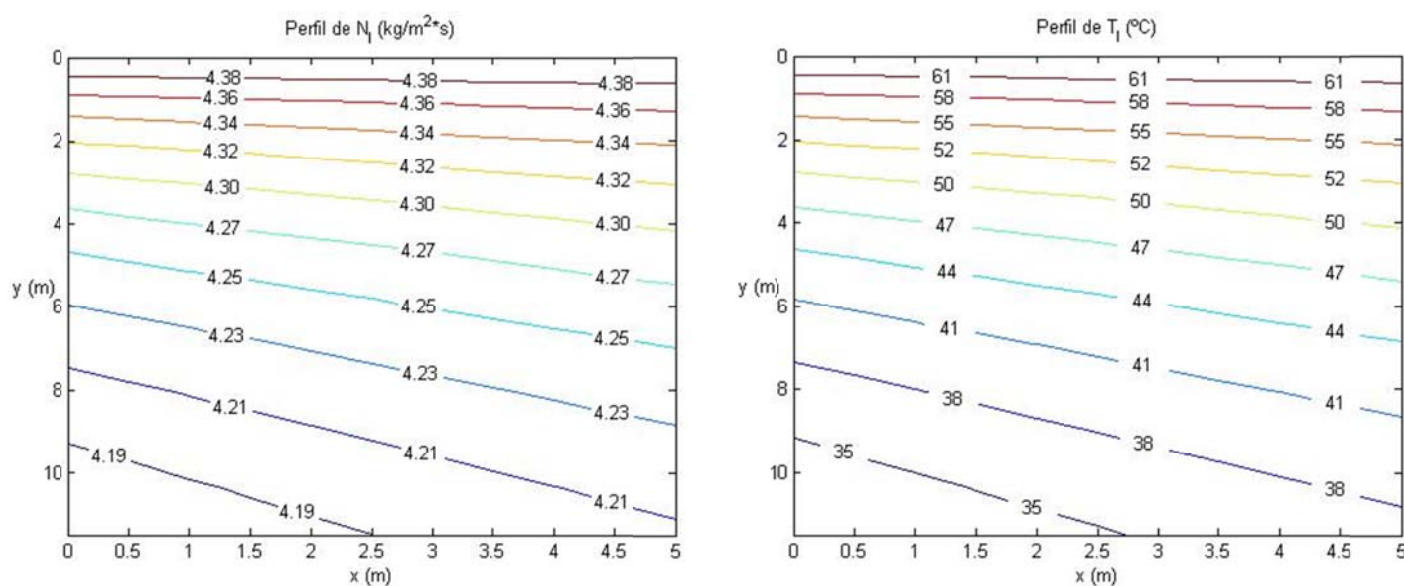 Perfil de N_l (kg/m²*s)
0
2
4
6
8
10
y (m)
4.38 4.38 4.38
4.36 4.36 4.36
4.34 4.34 4.34
4.32 4.32 4.32
4.30 4.30 4.30
4.27 4.27 4.27
4.25 4.25 4.25
4.23 4.23 4.23
4.21 4.21 4.21
4.19 4.19
0 0.5 1 1.5 2 2.5 3 3.5 4 4.5 5
x (m)
Perfil de T_l (ºC)
0
2
4
6
8
10
y (m)
61 61 61
58 58 58
55 55 55
52 52 52
50 50 50
47 47 47
44 44 44
41 41 41
38 38 38
35 35
0 0.5 1 1.5 2 2.5 3 3.5 4 4.5 5
x (m)